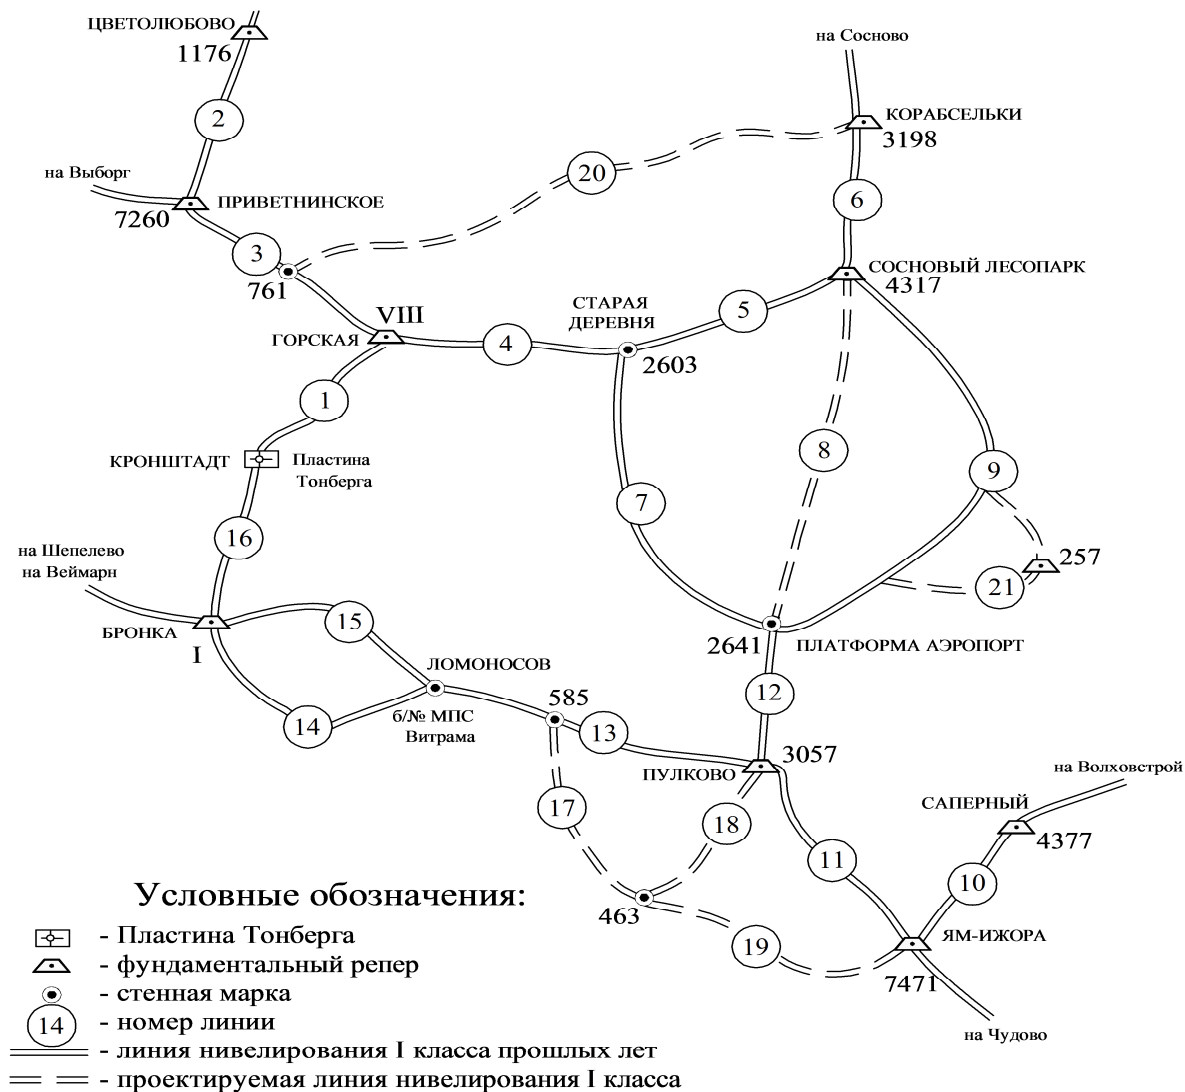 ЦВЕТОЛЮБОВО
1176
2
на Сосново
КОРАБСЕЛЬКИ
3198
на Выборг
20
ПРИВЕТНИНСКОЕ
7260
6
3
761
СОСНОВЫЙ ЛЕСОПАРК
4317
VIII
СТАРАЯ
ДЕРЕВНЯ
5
ГОРСКАЯ
4
2603
1
КРОНШТАДТ
Пластина
Тонберга
8
9
7
16
на Шепелево
на Веймарн
257
21
БРОНКА
I
15
2641
ПЛАТФОРМА АЭРОПОРТ
ЛОМОНОСОВ
585
12
б/№ МПС
Витрама
14
13
3057
ПУЛКОВО
на Волховстрой
17
18
САПЕРНЫЙ
4377
11
10
463
19
ЯМ-ИЖОРА
7471
на Чудово
Условные обозначения:
- Пластина Тонберга
- фундаментальный репер
- стенная марка
14 - номер линии
- линия нивелирования I класса прошлых лет
- проектируемая линия нивелирования I класса